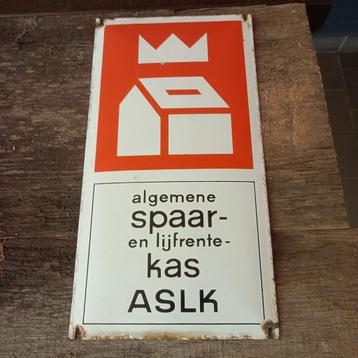 algemene
spaar-
en lijfrente-
kas
ASLK